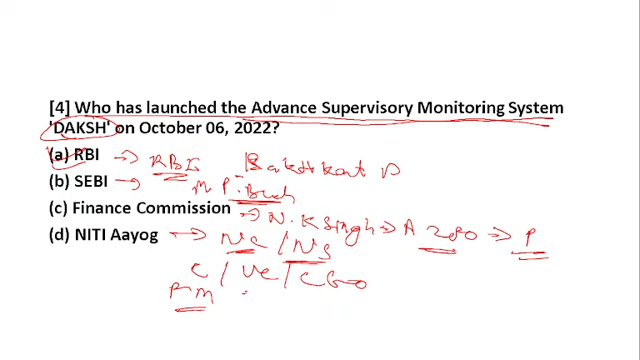 [4] Who has launched the Advance Supervisory Monitoring System
'DAKSH' on October 06, 2022?
(a) RBI → RBI
(b) SEBI → M P. Buch
(c) Finance Commission → N. K Singh → A 280 → P
(d) NITI Aayog →
C / VC / CEO
PM